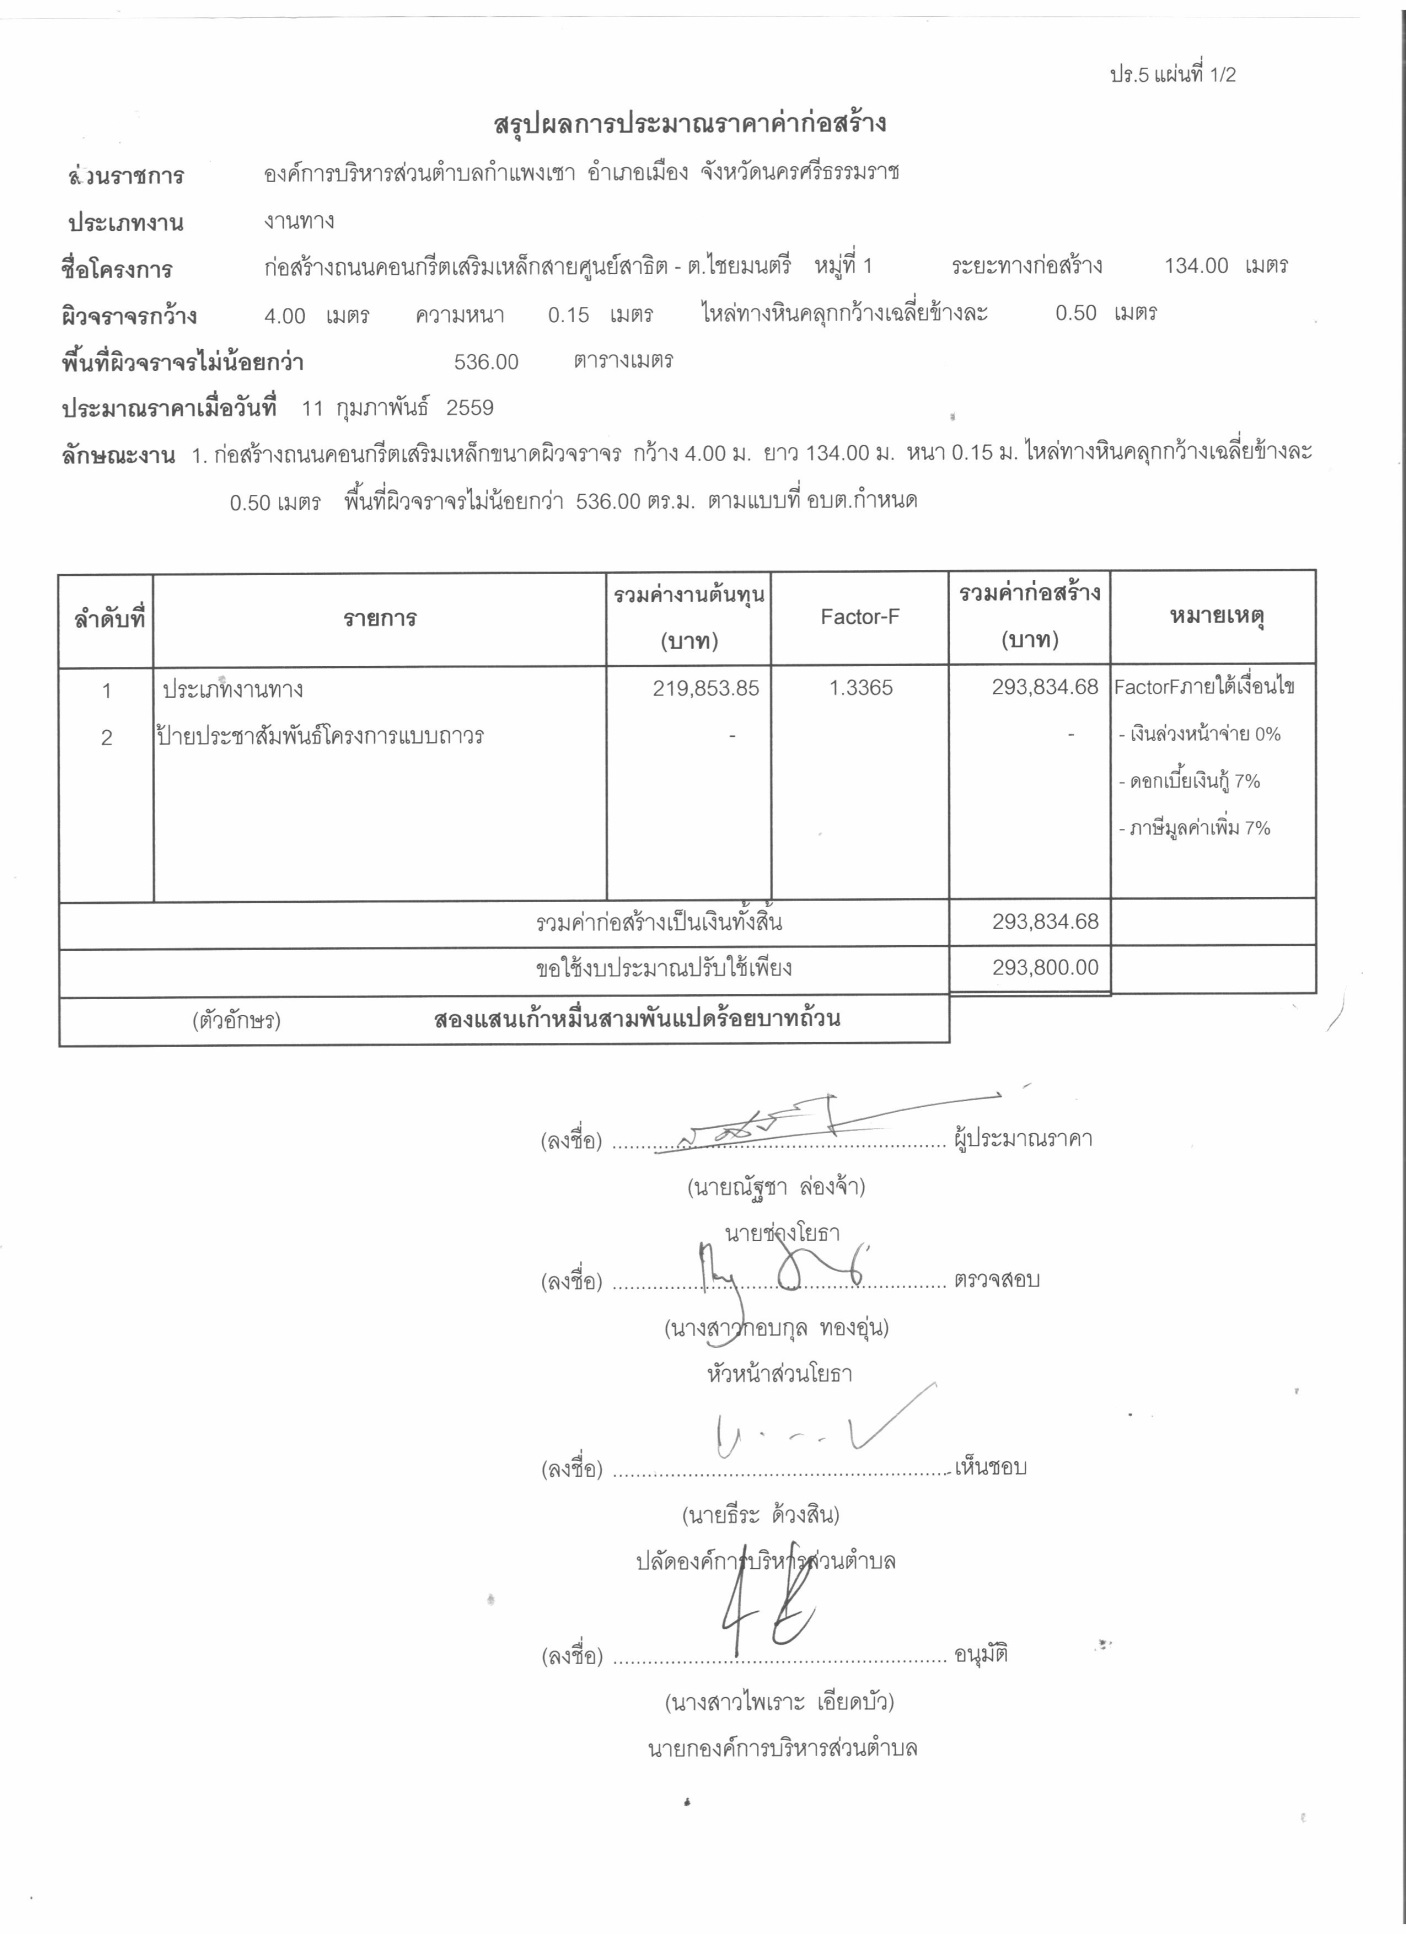 ปร.5 แผ่นที่ 1/2
สรุปผลการประมาณราคาค่าก่อสร้าง
ส่วนราชการ องค์การบริหารส่วนตำบลกำแพงเซา อำเภอเมือง จังหวัดนครศรีธรรมราช
ประเภทงาน งานทาง
ชื่อโครงการ ก่อสร้างถนนคอนกรีตเสริมเหล็กสายศูนย์สาธิต - ต.ไชยมนตรี หมู่ที่ 1 ระยะทางก่อสร้าง 134.00 เมตร
ผิวจราจรกว้าง 4.00 เมตร ความหนา 0.15 เมตร ไหล่ทางหินคลุกกว้างเฉลี่ยข้างละ 0.50 เมตร
พื้นที่ผิวจราจรไม่น้อยกว่า 536.00 ตารางเมตร
ประมาณราคาเมื่อวันที่ 11 กุมภาพันธ์ 2559
ลักษณะงาน 1. ก่อสร้างถนนคอนกรีตเสริมเหล็กขนาดผิวจราจร กว้าง 4.00 ม. ยาว 134.00 ม. หนา 0.15 ม. ไหล่ทางหินคลุกกว้างเฉลี่ยข้างละ
0.50 เมตร พื้นที่ผิวจราจรไม่น้อยกว่า 536.00 ตร.ม. ตามแบบที่ อบต.กำหนด
ลำดับที่ รายการ รวมค่างานต้นทุน (บาท) Factor-F รวมค่าก่อสร้าง (บาท) หมายเหตุ
1 ประเภทงานทาง 219,853.85 1.3365 293,834.68 FactorFภายใต้เงื่อนไข
2 ป้ายประชาสัมพันธ์โครงการแบบถาวร - - - เงินล่วงหน้าจ่าย 0%
- ดอกเบี้ยเงินกู้ 7%
- ภาษีมูลค่าเพิ่ม 7%
รวมค่าก่อสร้างเป็นเงินทั้งสิ้น 293,834.68
ขอใช้งบประมาณปรับใช้เพียง 293,800.00
(ตัวอักษร) สองแสนเก้าหมื่นสามพันแปดร้อยบาทถ้วน
(ลงชื่อ) ........................................ ผู้ประมาณราคา
(นายณัฐชา ล่องจ้า)
นายช่างโยธา
(ลงชื่อ) ........................................ ตรวจสอบ
(นางสาวกอบกุล ทองอุ่น)
หัวหน้าส่วนโยธา
(ลงชื่อ) ........................................ เห็นชอบ
(นายธีระ ด้วงสิน)
ปลัดองค์การบริหารส่วนตำบล
(ลงชื่อ) ........................................ อนุมัติ
(นางสาวไพเราะ เอียดบัว)
นายกองค์การบริหารส่วนตำบล